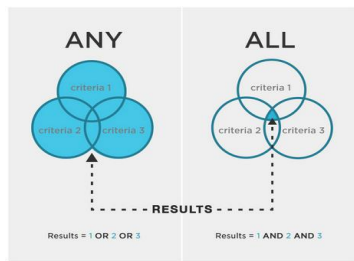 ANY
criteria 1
criteria 2 criteria 3
Results = 1 OR 2 OR 3
ALL
criteria 1
criteria 2 criteria 3
Results = 1 AND 2 AND 3
RESULTS